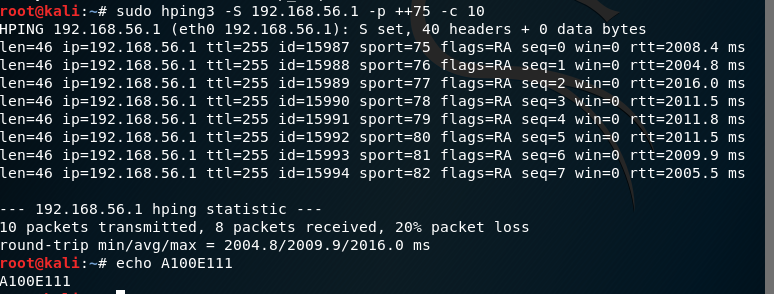 root@kali:~# sudo hping3 -S 192.168.56.1 -p ++75 -c 10
HPING 192.168.56.1 (eth0 192.168.56.1): S set, 40 headers + 0 data bytes
len=46 ip=192.168.56.1 ttl=255 id=15987 sport=75 flags=RA seq=0 win=0 rtt=2008.4 ms
len=46 ip=192.168.56.1 ttl=255 id=15988 sport=76 flags=RA seq=1 win=0 rtt=2004.8 ms
len=46 ip=192.168.56.1 ttl=255 id=15989 sport=77 flags=RA seq=2 win=0 rtt=2016.0 ms
len=46 ip=192.168.56.1 ttl=255 id=15990 sport=78 flags=RA seq=3 win=0 rtt=2011.5 ms
len=46 ip=192.168.56.1 ttl=255 id=15991 sport=79 flags=RA seq=4 win=0 rtt=2011.8 ms
len=46 ip=192.168.56.1 ttl=255 id=15992 sport=80 flags=RA seq=5 win=0 rtt=2011.5 ms
len=46 ip=192.168.56.1 ttl=255 id=15993 sport=81 flags=RA seq=6 win=0 rtt=2009.9 ms
len=46 ip=192.168.56.1 ttl=255 id=15994 sport=82 flags=RA seq=7 win=0 rtt=2005.5 ms
--- 192.168.56.1 hping statistic ---
10 packets transmitted, 8 packets received, 20% packet loss
round-trip min/avg/max = 2004.8/2009.9/2016.0 ms
root@kali:~# echo A100E111
A100E111